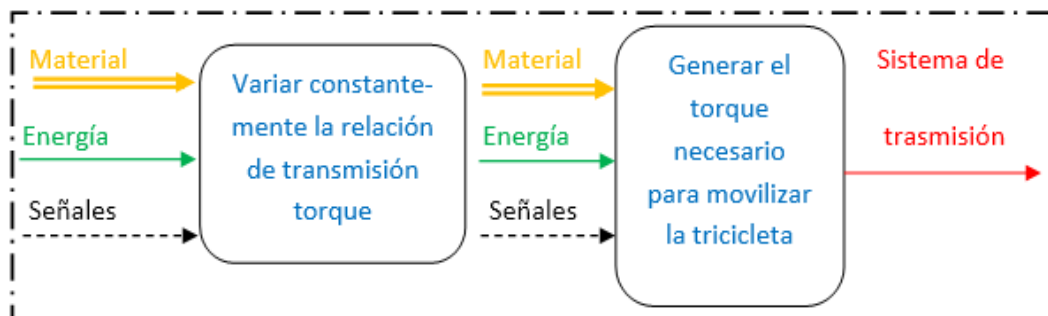 Material
Energía
Señales
Variar constante-
mente la relación
de transmisión
torque
Material
Energía
Señales
Generar el
torque
necesario
para movilizar
la tricicleta
Sistema de
trasmisión